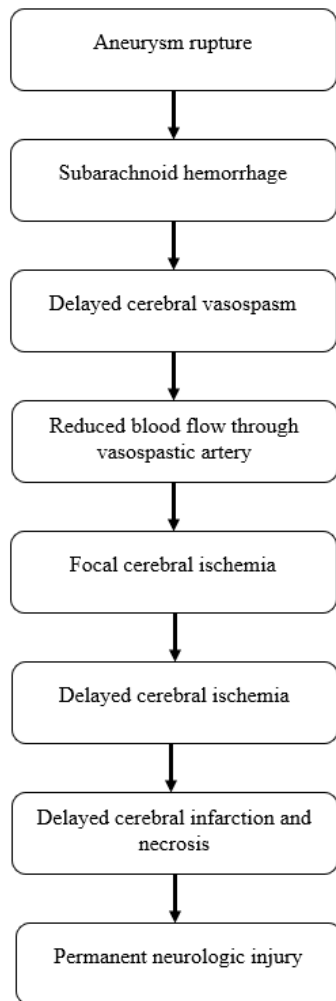 Aneurysm rupture
Subarachnoid hemorrhage
Delayed cerebral vasospasm
Reduced blood flow through
vasospastic artery
Focal cerebral ischemia
Delayed cerebral ischemia
Delayed cerebral infarction and
necrosis
Permanent neurologic injury